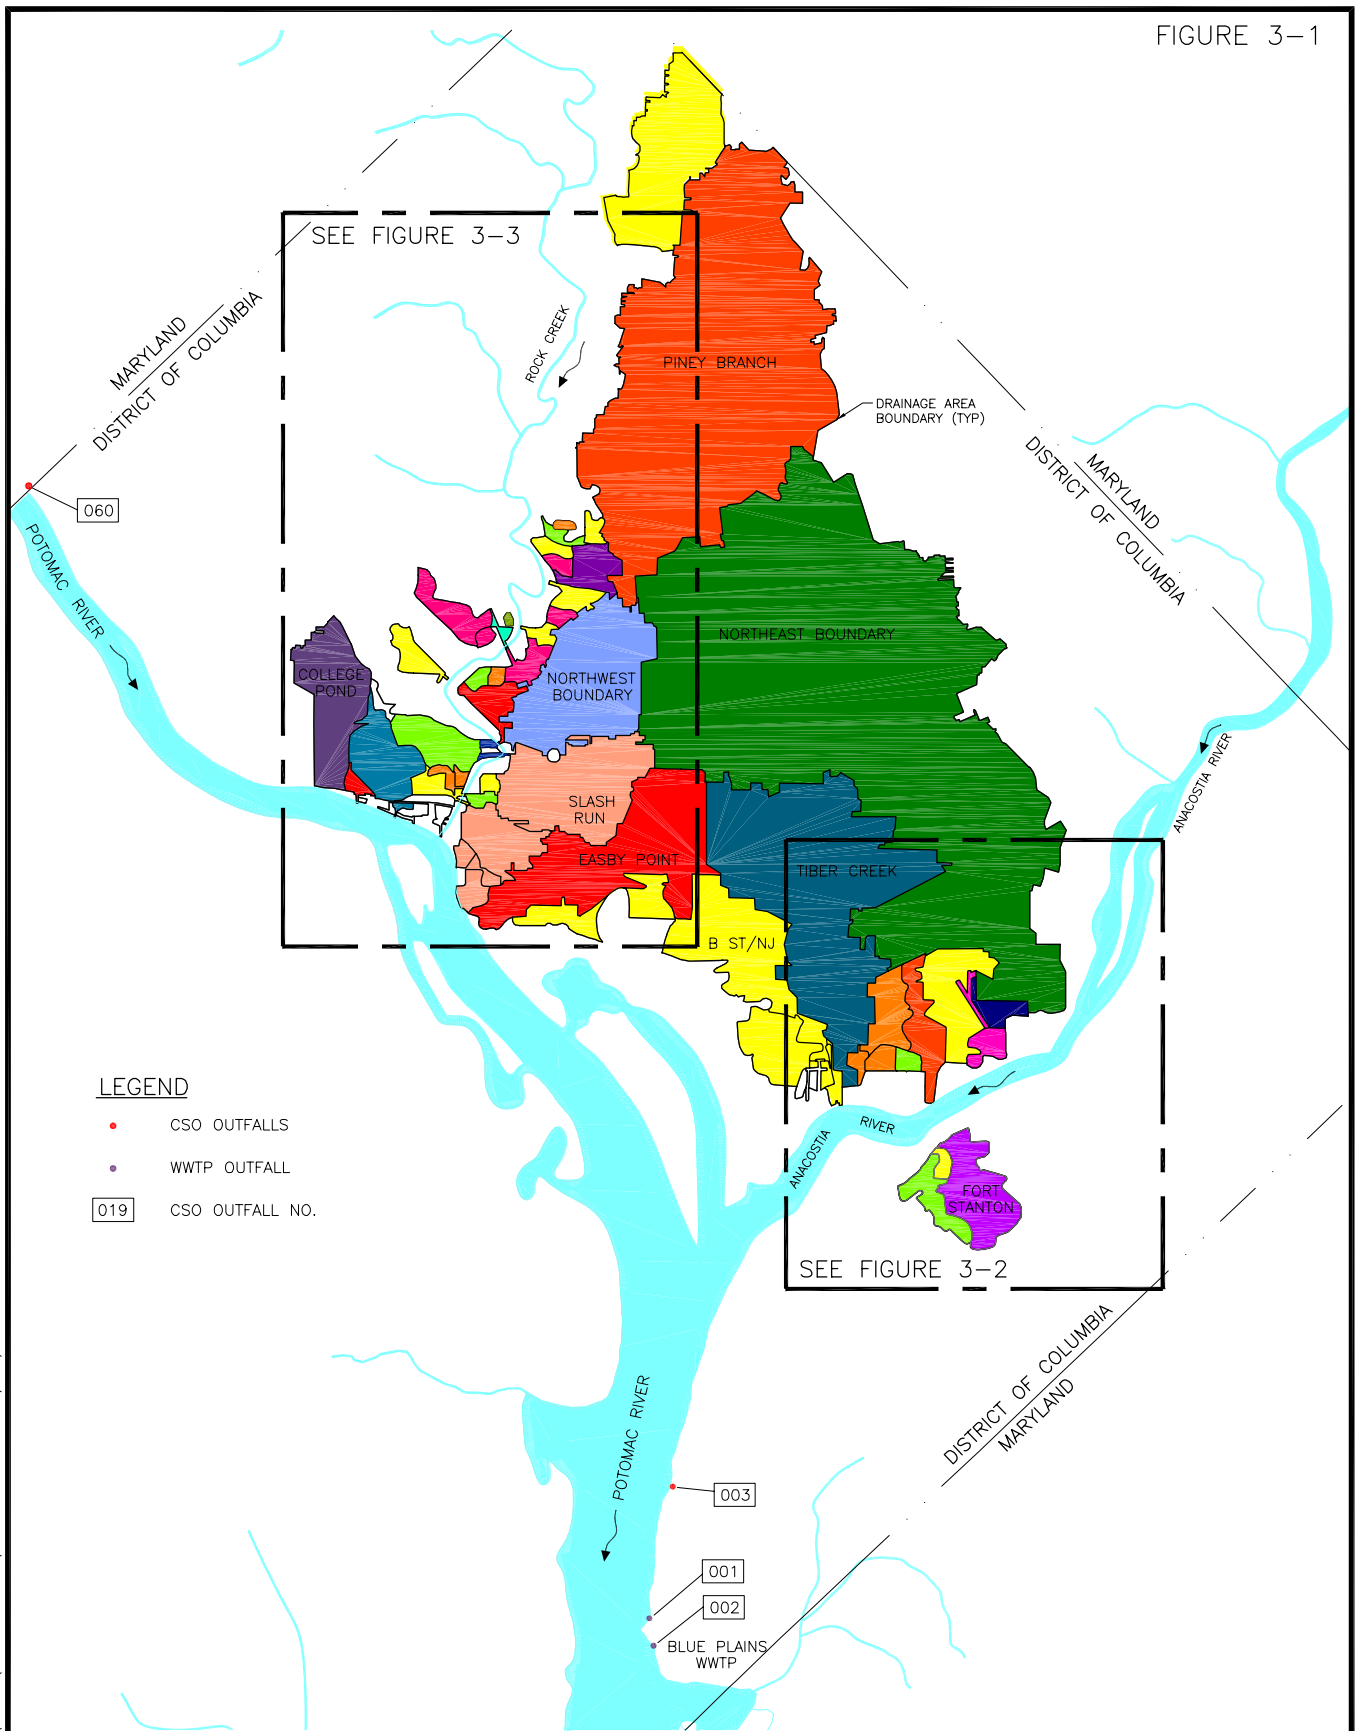 FIGURE 3-1
SEE FIGURE 3-3
MARYLAND
DISTRICT OF COLUMBIA
ROCK CREEK
PINEY BRANCH
DRAINAGE AREA
BOUNDARY (TYP)
MARYLAND
DISTRICT OF COLUMBIA
060
POTOMAC RIVER
NORTHEAST BOUNDARY
COLLEGE
POND
NORTHWEST
BOUNDARY
ANACOSTIA RIVER
SLASH
RUN
EASBY POINT
TIBER CREEK
B ST/NJ
LEGEND
CSO OUTFALLS
WWTP OUTFALL
019
CSO OUTFALL NO.
ANACOSTIA
RIVER
FORT
STANTON
SEE FIGURE 3-2
DISTRICT OF COLUMBIA
MARYLAND
POTOMAC RIVER
003
001
002
BLUE PLAINS
WWTP